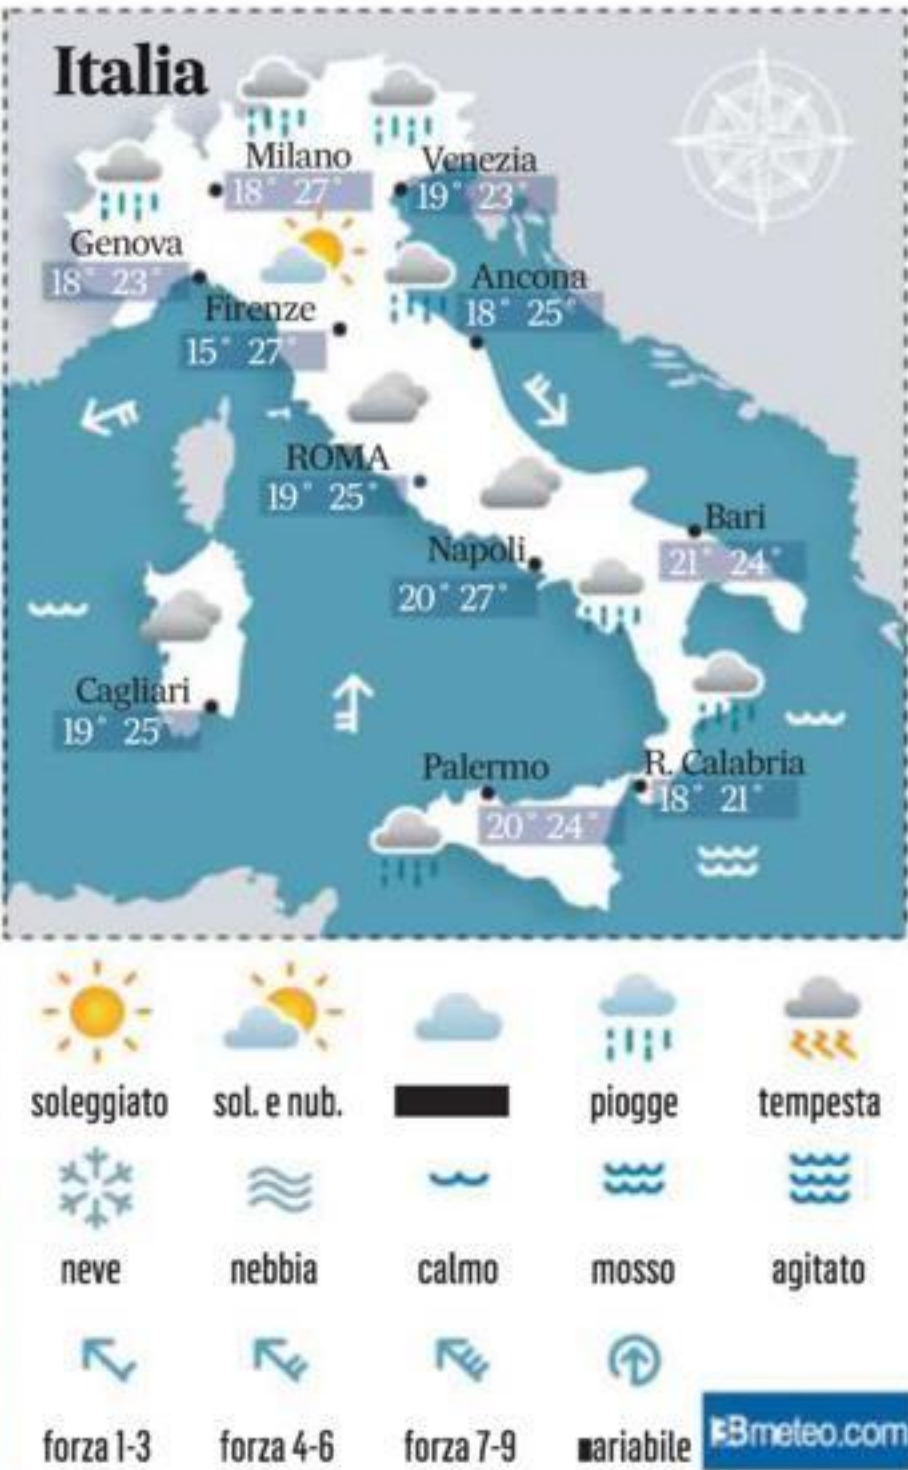 Italia
Milano
18° 27°
Venezia
19° 23°
Genova
18° 23°
Ancona
18° 25°
Firenze
15° 27°
ROMA
19° 25°
Bari
21° 24°
Napoli
20° 27°
Cagliari
19° 25°
Palermo
20° 24°
R. Calabria
18° 21°
soleggiato sol. e nub. piogge tempesta
neve nebbia calmo mosso agitato
forza 1-3 forza 4-6 forza 7-9 ariabile
3Bmeteo.com